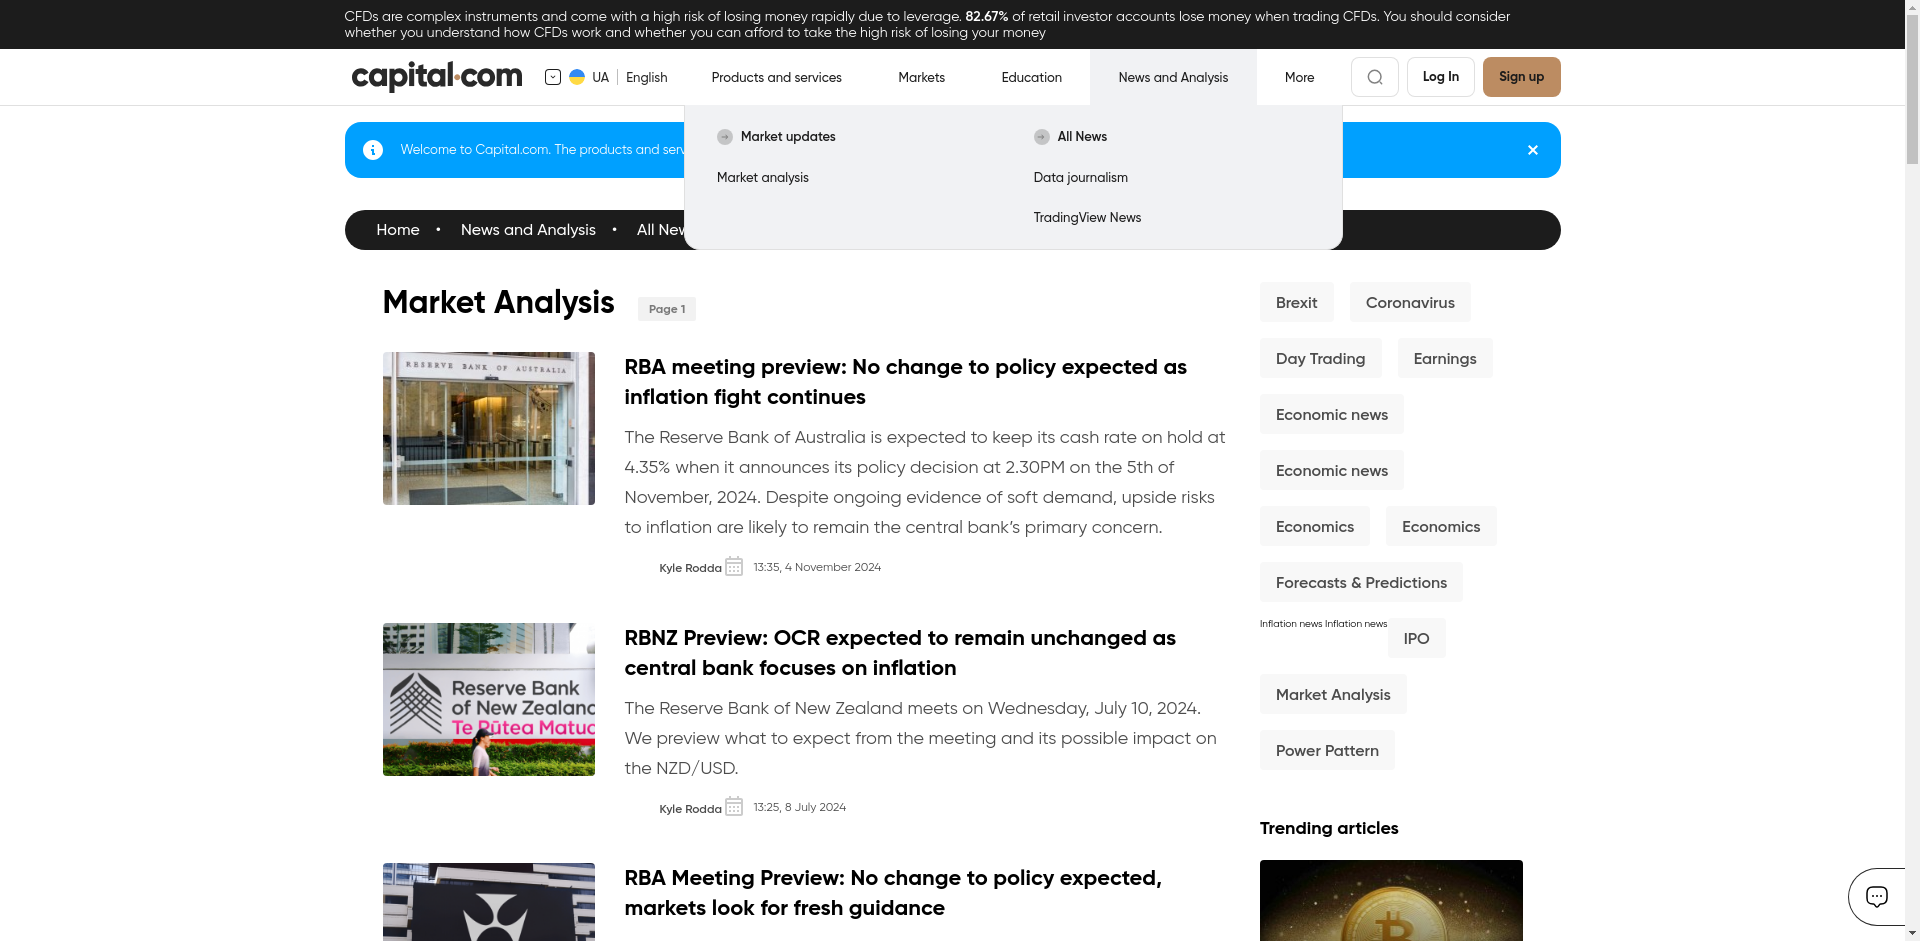 CFDs are complex instruments and come with a high risk of losing money rapidly due to leverage. 82.67% of retail investor accounts lose money when trading CFDs. You should consider
whether you understand how CFDs work and whether you can afford to take the high risk of losing your money
capital.com
UA
English
Products and services
Markets
Education
News and Analysis
More
Log In
Sign up
Market updates
All News
Market analysis
Data journalism
TradingView News
Welcome to Capital.com. The products and serv
Home • News and Analysis • All New
Market Analysis
Page 1
RESERVE BANK OF AUSTRALIA
RBA meeting preview: No change to policy expected as
inflation fight continues
The Reserve Bank of Australia is expected to keep its cash rate on hold at
4.35% when it announces its policy decision at 2.30PM on the 5th of
November, 2024. Despite ongoing evidence of soft demand, upside risks
to inflation are likely to remain the central bank’s primary concern.
Kyle Rodda
13:35, 4 November 2024
Reserve Bank
of New Zealand
Te Pūtea Matua
RBNZ Preview: OCR expected to remain unchanged as
central bank focuses on inflation
The Reserve Bank of New Zealand meets on Wednesday, July 10, 2024.
We preview what to expect from the meeting and its possible impact on
the NZD/USD.
Kyle Rodda
13:25, 8 July 2024
RBA Meeting Preview: No change to policy expected,
markets look for fresh guidance
Brexit
Coronavirus
Day Trading
Earnings
Economic news
Economic news
Economics
Economics
Forecasts & Predictions
Inflation news Inflation news
IPO
Market Analysis
Power Pattern
Trending articles